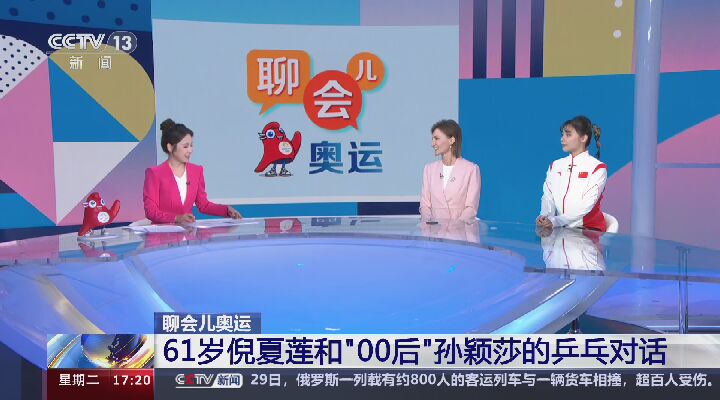 CCTV 13
新闻
聊会儿
奥运
聊会儿奥运
61岁倪夏莲和"00后"孙颖莎的乒乓对话
星期二 17:20 CCTV新闻 29日，俄罗斯一列载有约800人的客运列车与一辆货车相撞，超百人受伤。